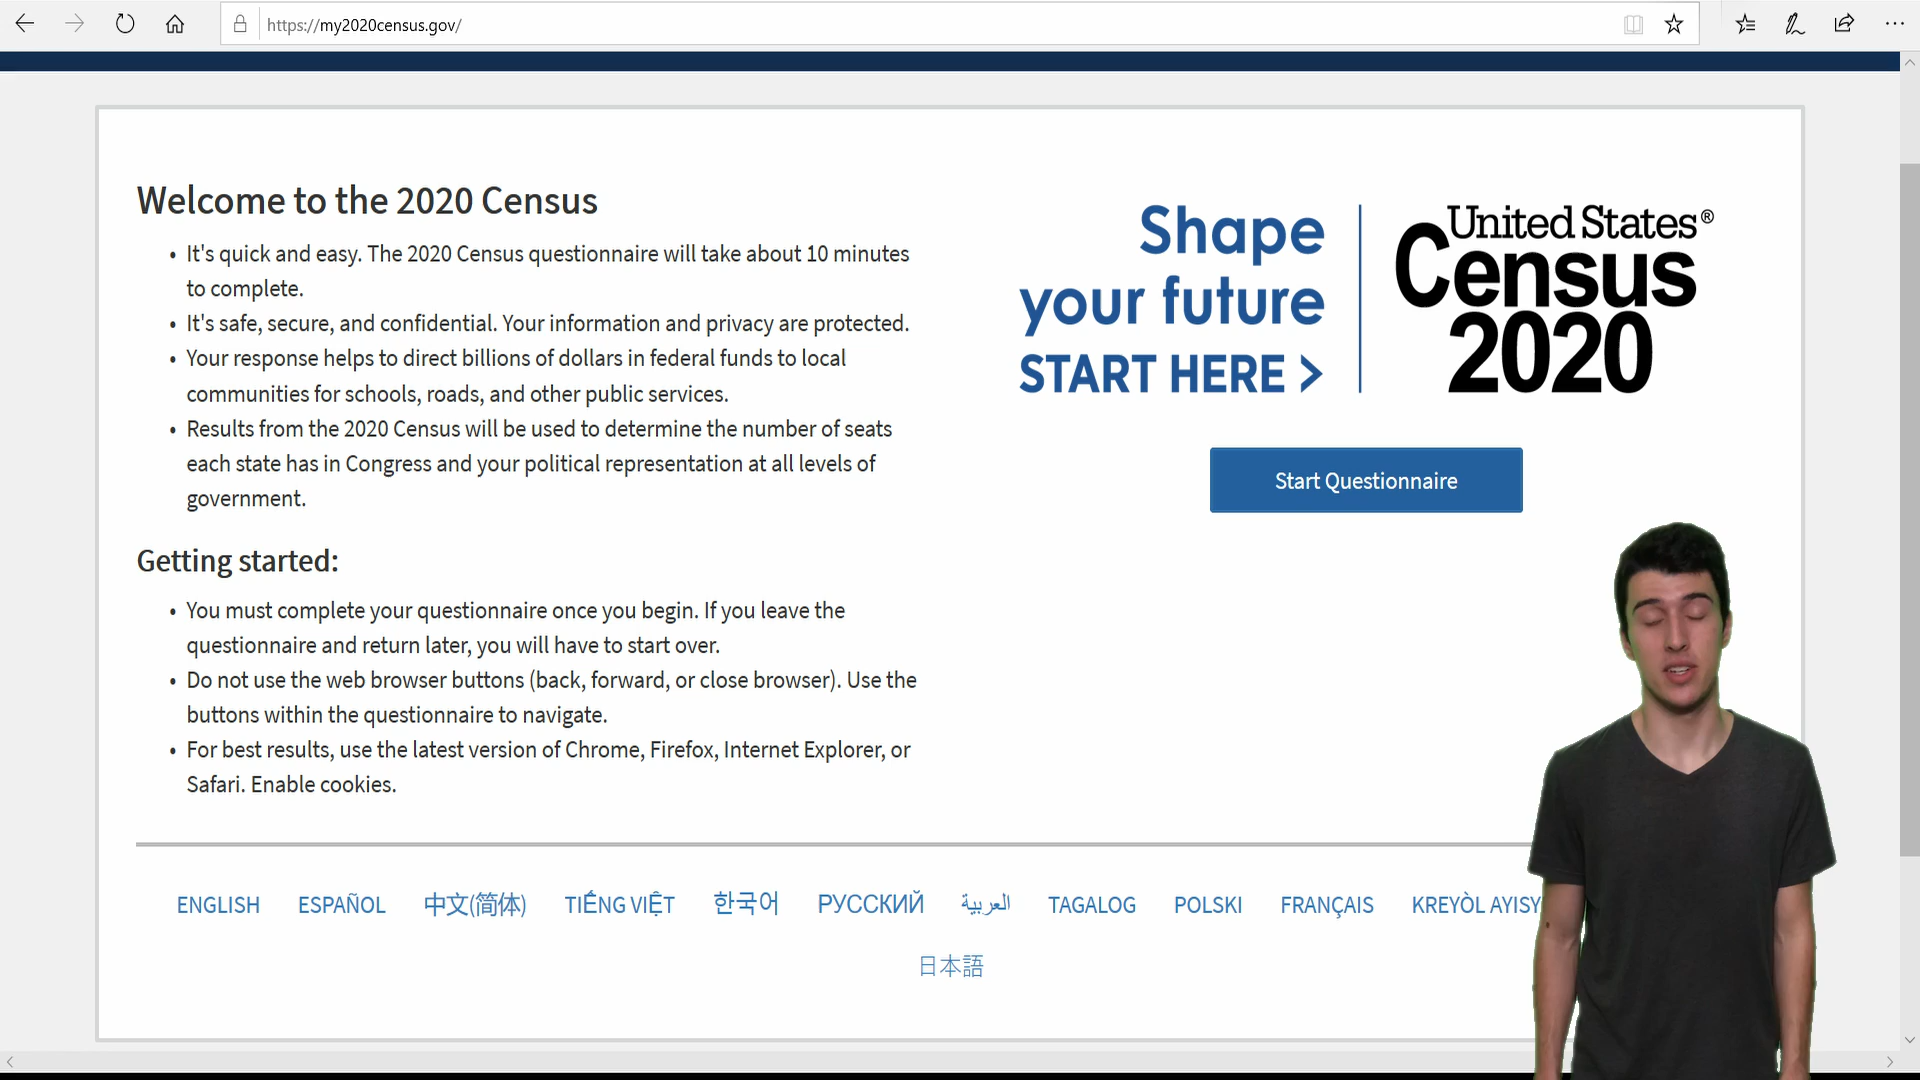 https://my2020census.gov/
Welcome to the 2020 Census
• It's quick and easy. The 2020 Census questionnaire will take about 10 minutes
to complete.
• It's safe, secure, and confidential. Your information and privacy are protected.
• Your response helps to direct billions of dollars in federal funds to local
communities for schools, roads, and other public services.
• Results from the 2020 Census will be used to determine the number of seats
each state has in Congress and your political representation at all levels of
government.
Getting started:
• You must complete your questionnaire once you begin. If you leave the
questionnaire and return later, you will have to start over.
• Do not use the web browser buttons (back, forward, or close browser). Use the
buttons within the questionnaire to navigate.
• For best results, use the latest version of Chrome, Firefox, Internet Explorer, or
Safari. Enable cookies.
Shape
your future
START HERE >
United States®
Census
2020
Start Questionnaire
ENGLISH ESPAÑOL 中文(简体) TIẾNG VIỆT 한국어 РУССКИЙ العربية TAGALOG POLSKI FRANÇAIS KREYÒL AYISY
日本語